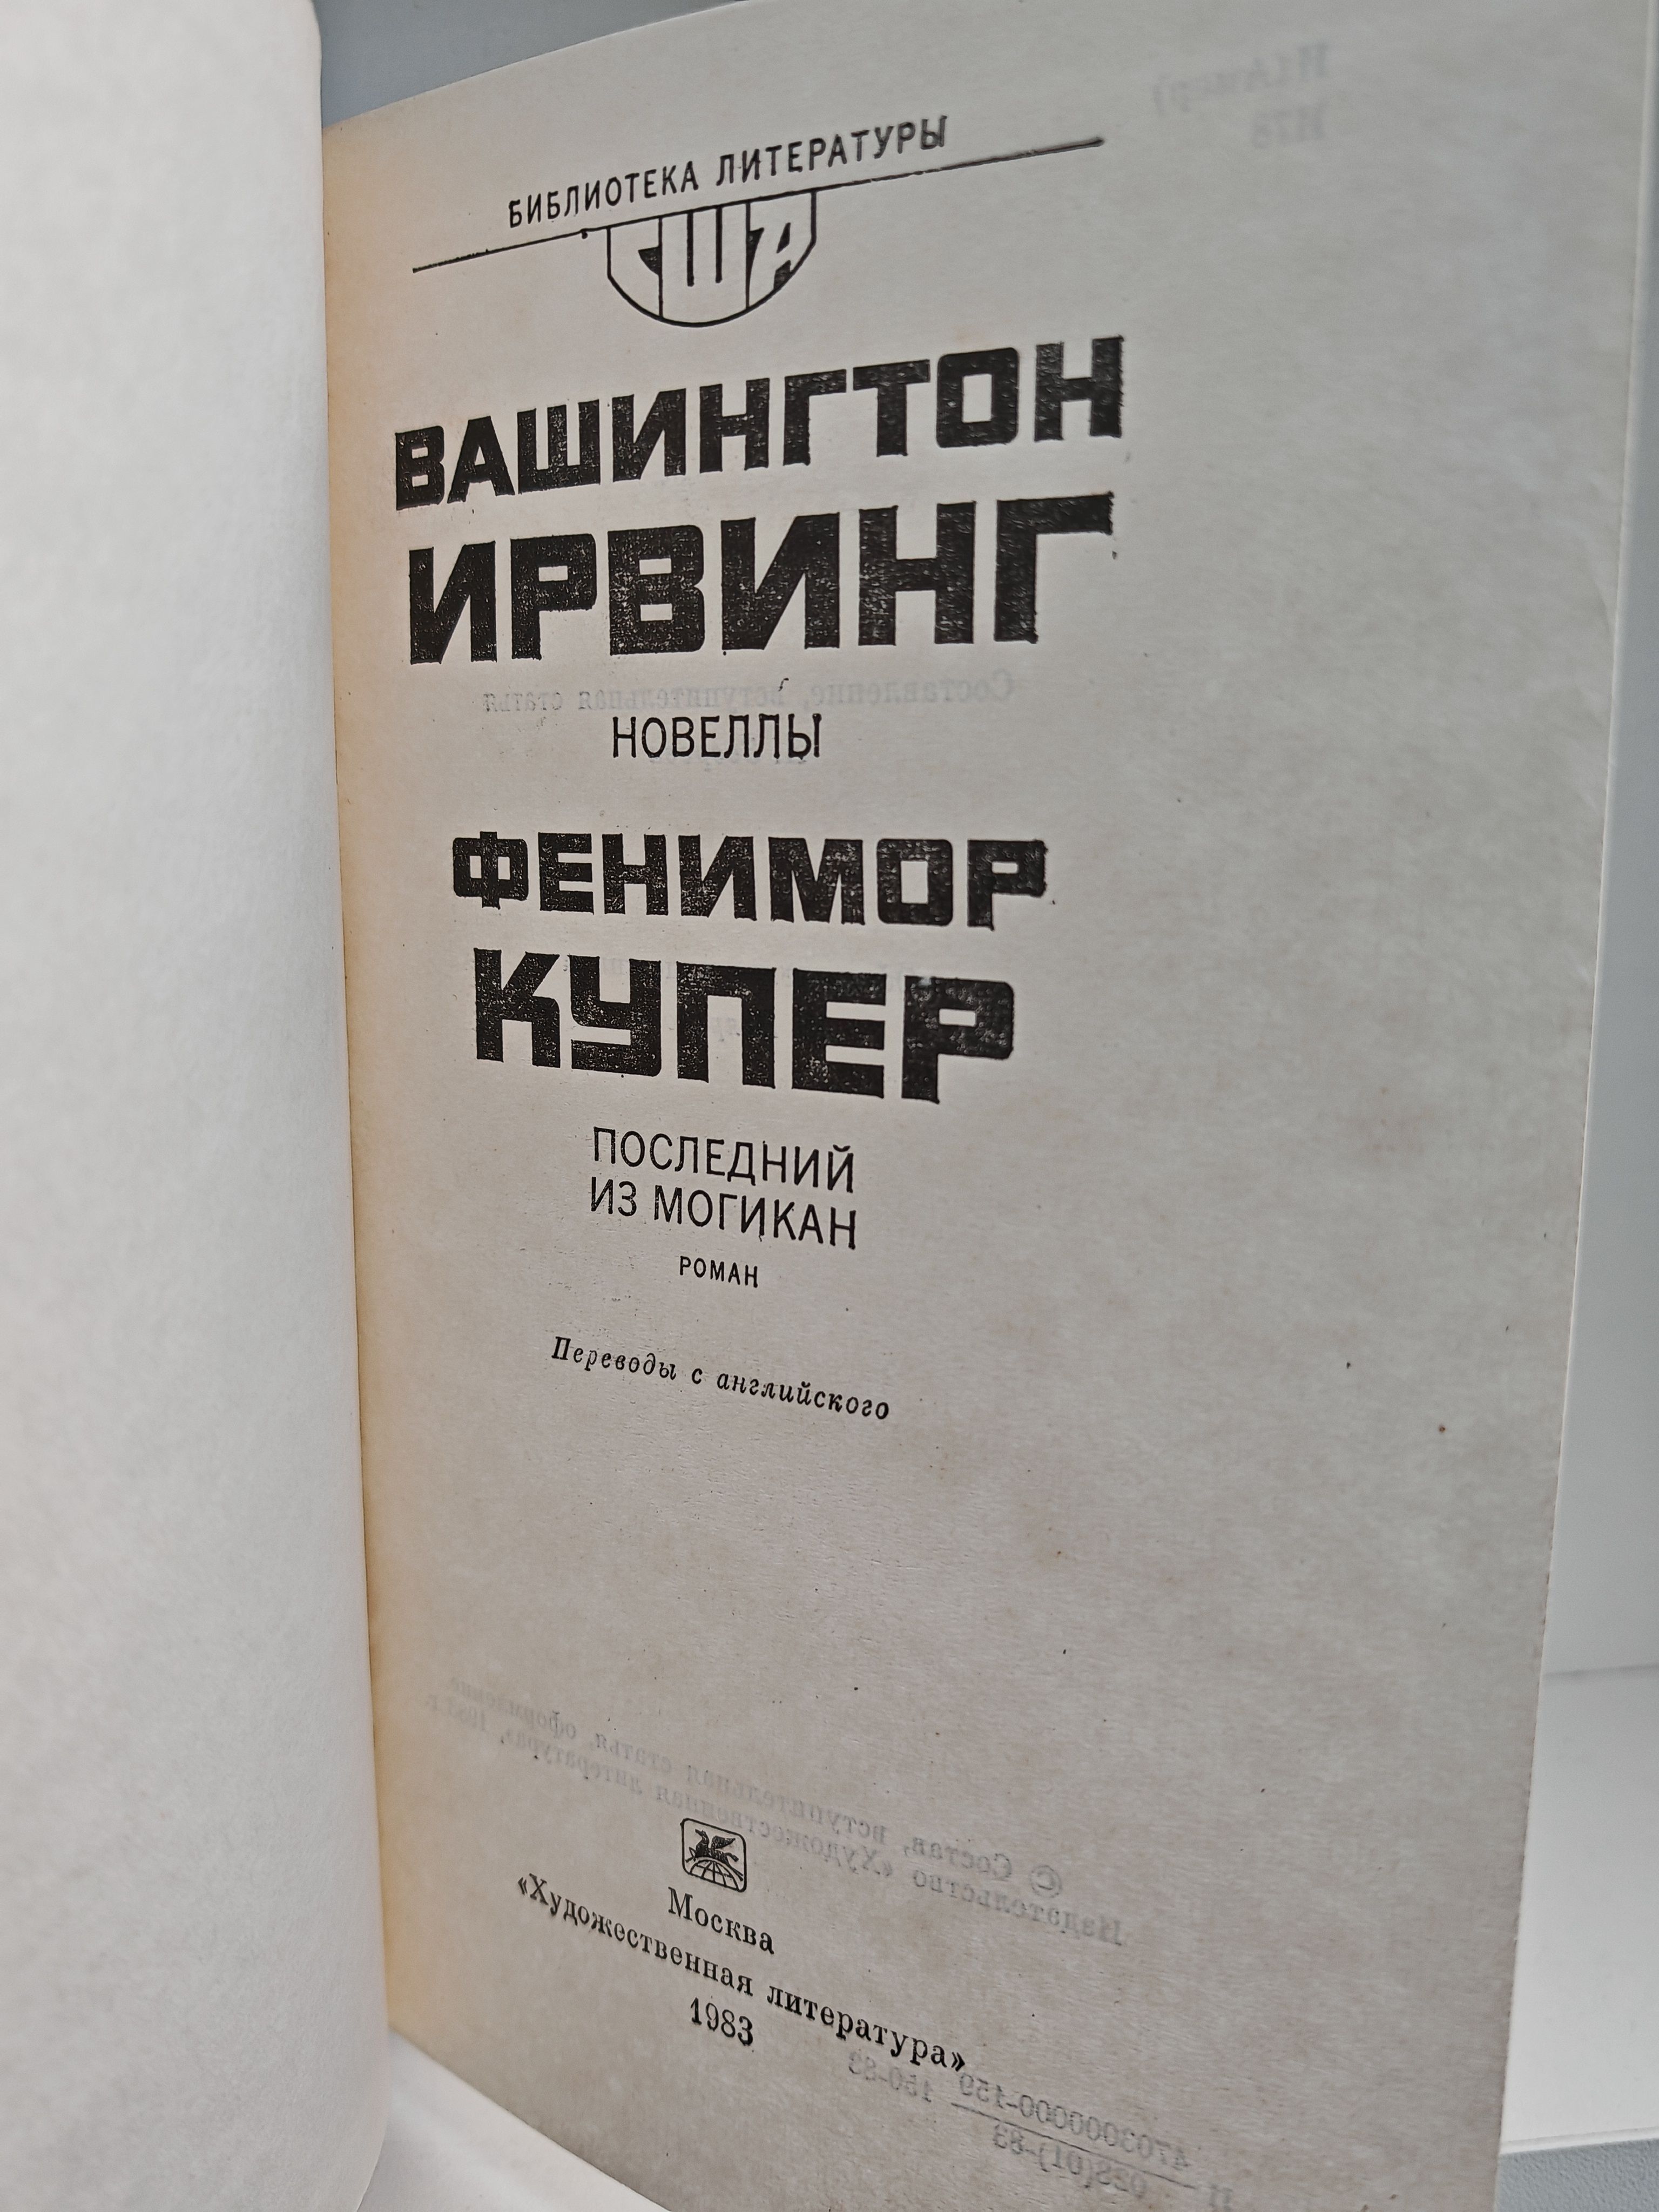 БИБЛИОТЕКА ЛИТЕРАТУРЫ
США
ВАШИНГТОН
ИРВИНГ
НОВЕЛЛЫ
ФЕНИМОР
КУПЕР
ПОСЛЕДНИЙ
ИЗ МОГИКАН
РОМАН
Переводы с английского
Москва
«Художественная литература»
1983